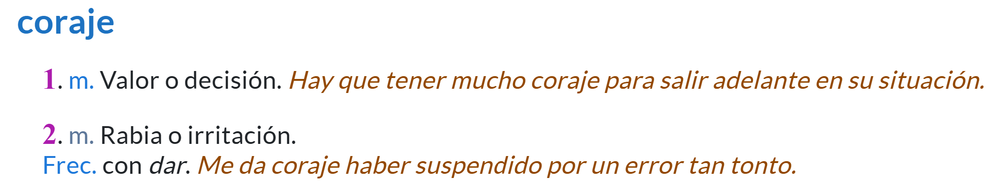 coraje
1. m. Valor o decisión. Hay que tener mucho coraje para salir adelante en su situación.
2. m. Rabia o irritación.
Frec. con dar. Me da coraje haber suspendido por un error tan tonto.